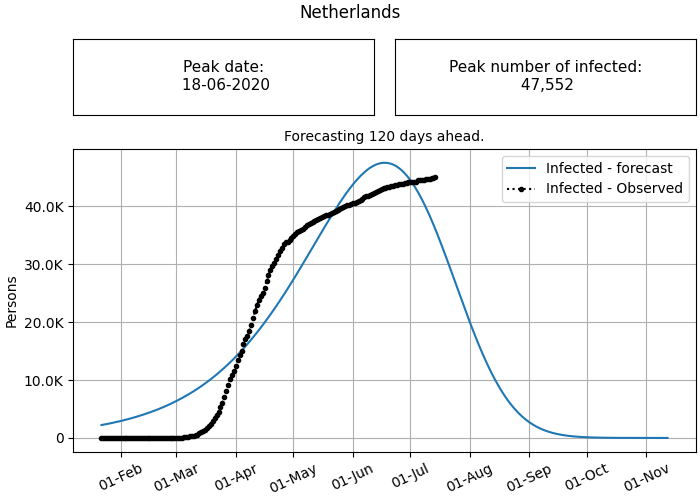 Netherlands
Peak date:
18-06-2020
Peak number of infected:
47,552
Forecasting 120 days ahead.
Infected - forecast
Infected - Observed
Persons
40.0K
30.0K
20.0K
10.0K
0
01-Feb
01-Mar
01-Apr
01-May
01-Jun
01-Jul
01-Aug
01-Sep
01-Oct
01-Nov